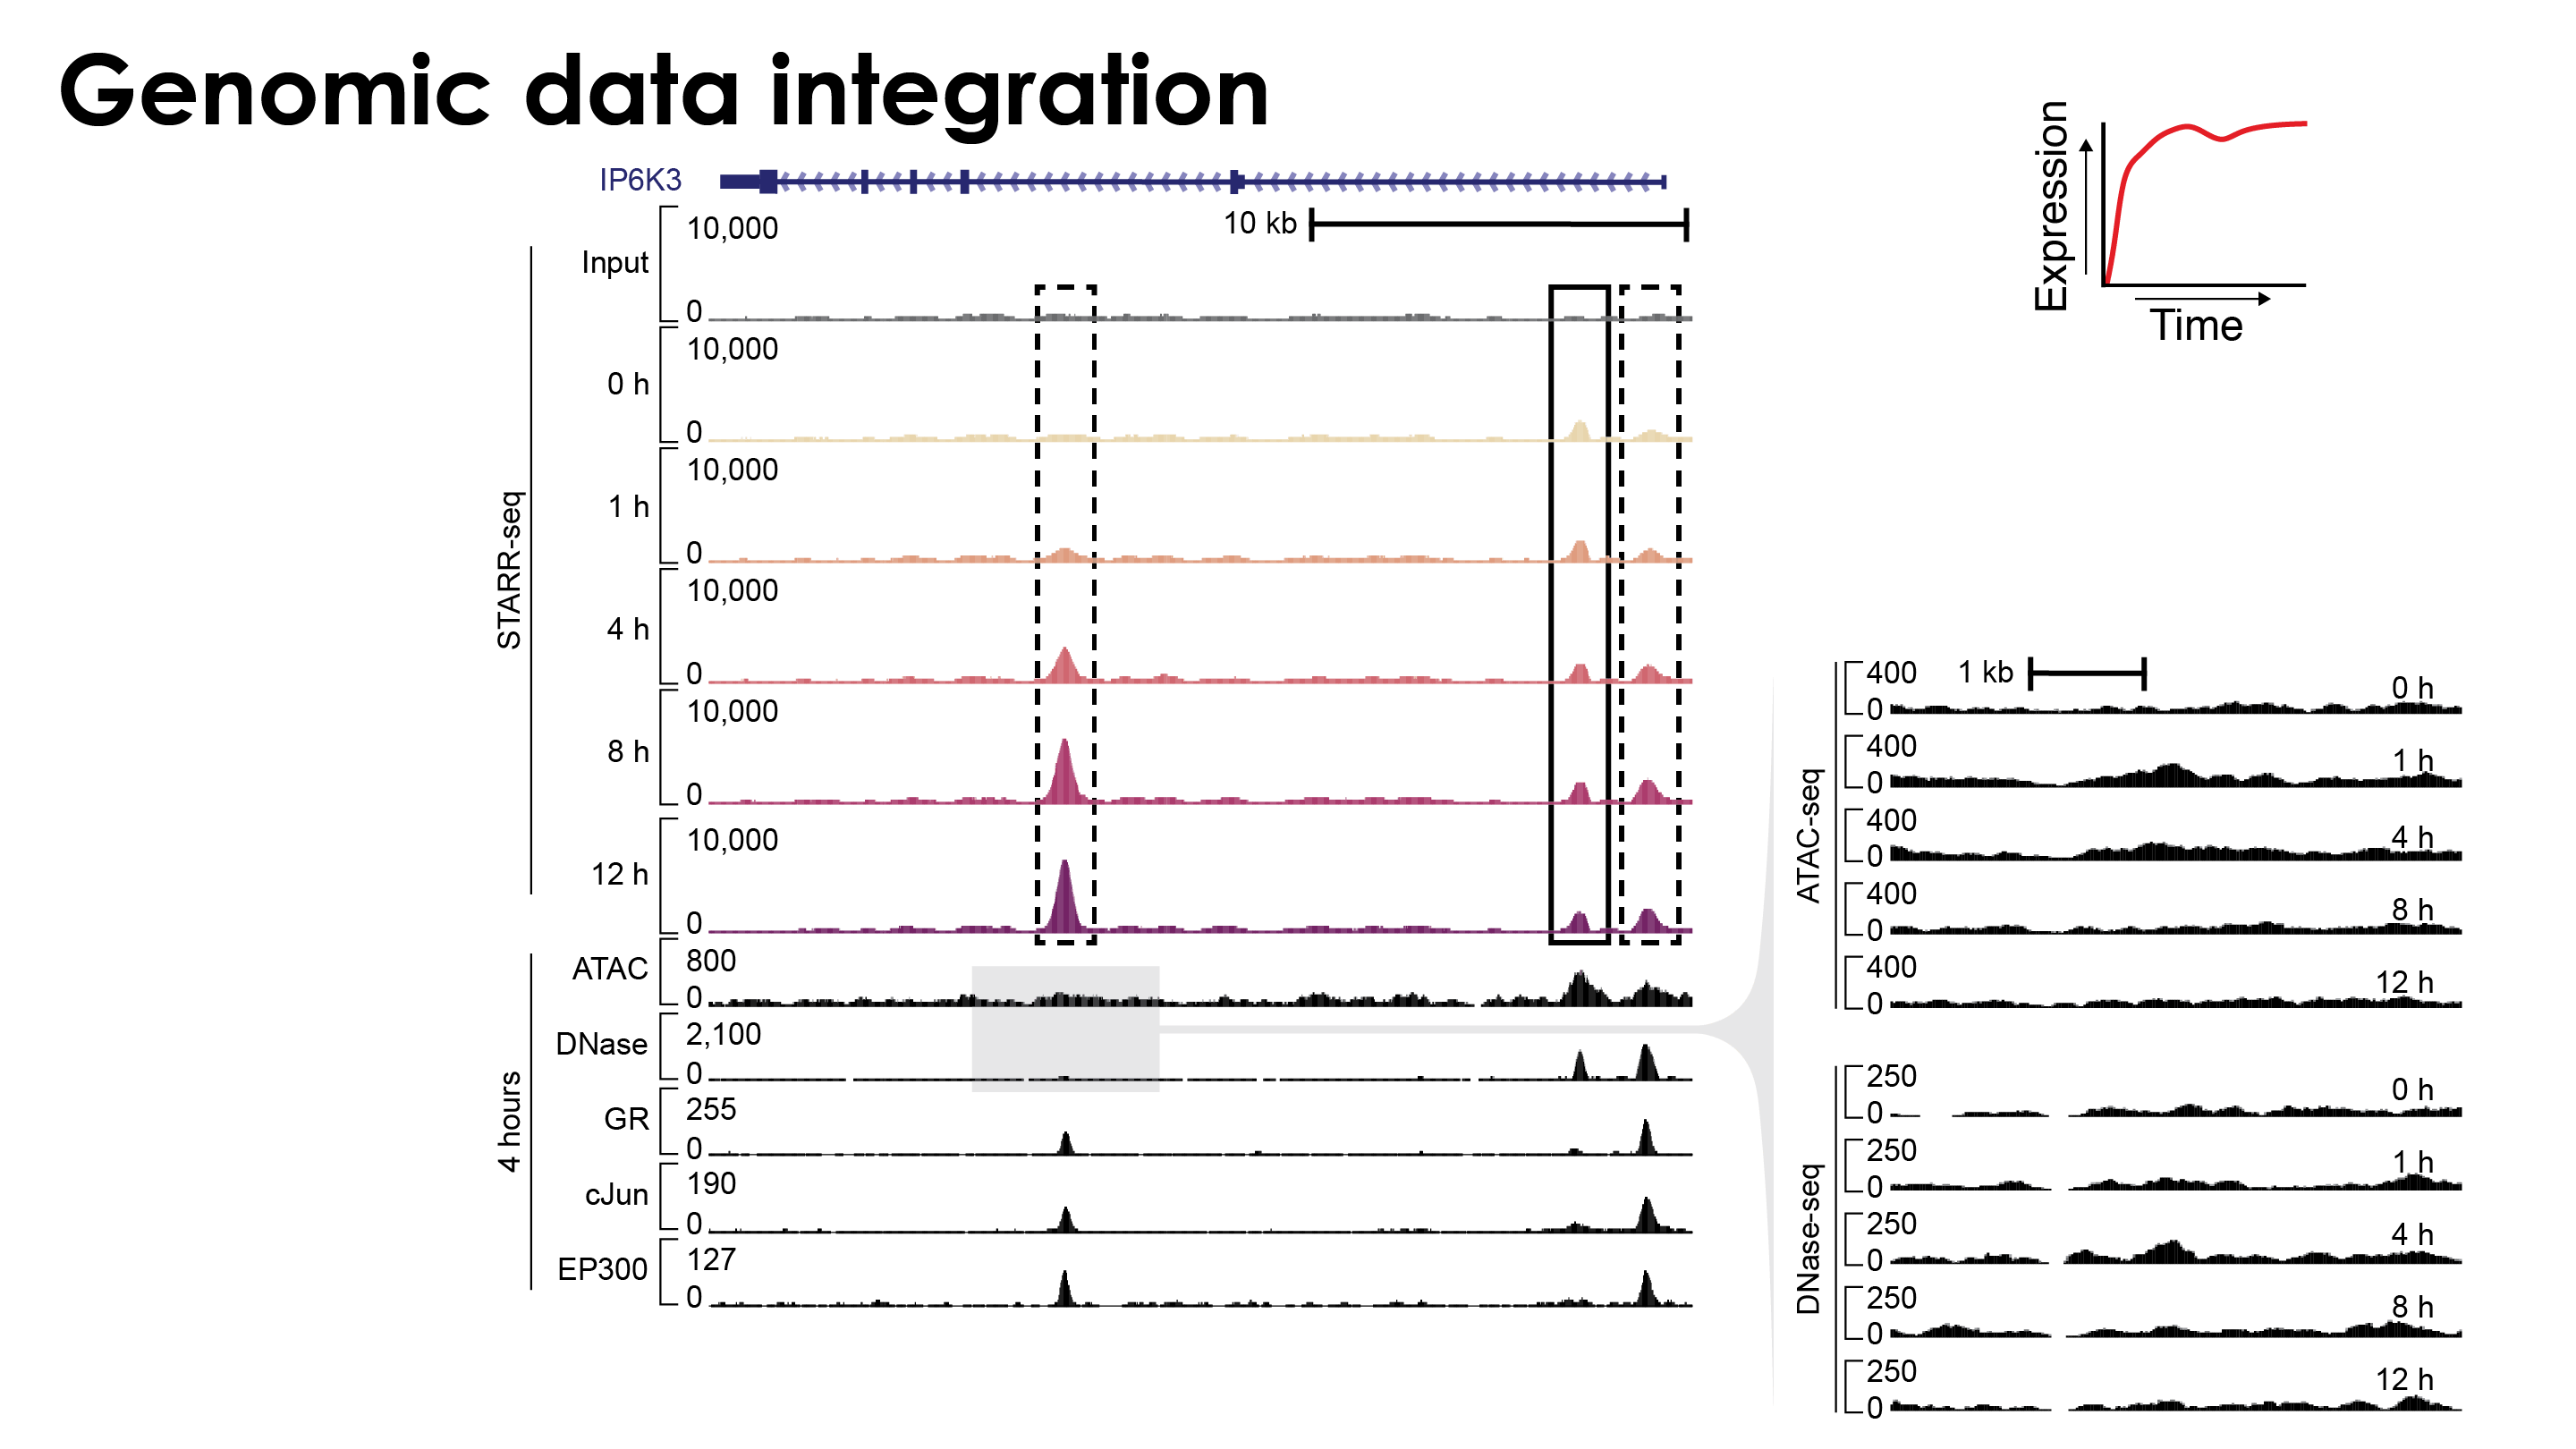 Genomic data integration
IP6K3
10 kb
STARR-seq
Input
10,000
0
0 h
10,000
0
1 h
10,000
0
4 h
10,000
0
8 h
10,000
0
12 h
10,000
0
4 hours
ATAC
800
0
DNase
2,100
0
GR
255
0
cJun
190
0
EP300
127
0
Expression
Time
ATAC-seq
1 kb
400
0
0 h
400
0
1 h
400
0
4 h
400
0
8 h
400
0
12 h
DNase-seq
250
0
0 h
250
0
1 h
250
0
4 h
250
0
8 h
250
0
12 h